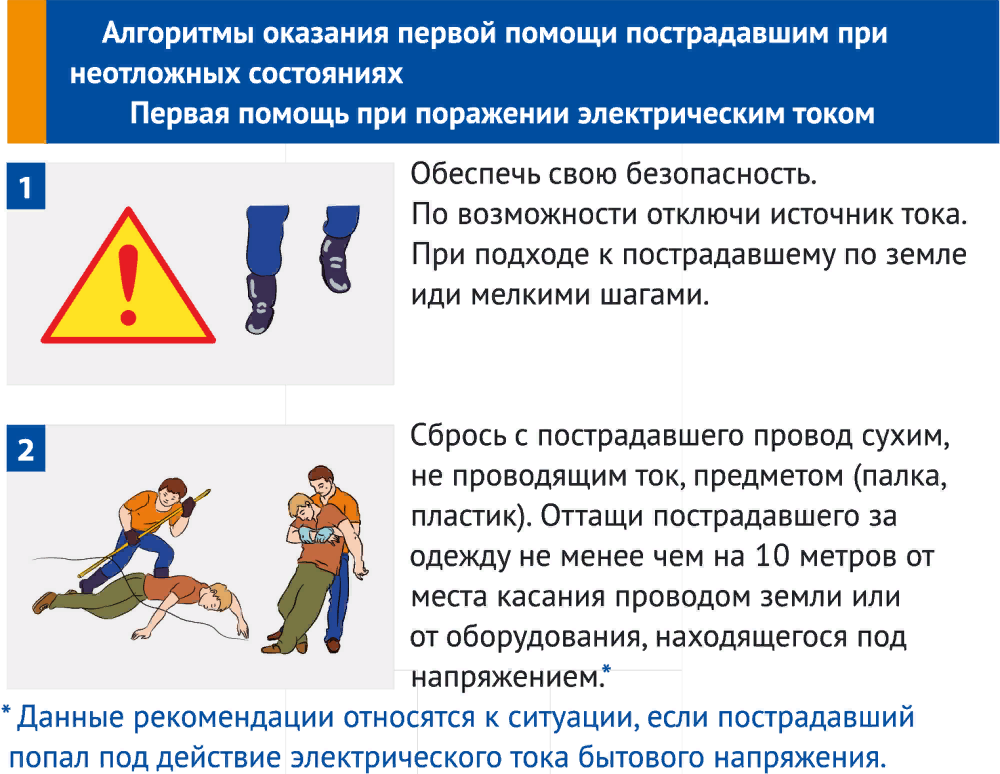 Алгоритмы оказания первой помощи пострадавшим при
неотложных состояниях
Первая помощь при поражении электрическим током
1
Обеспечь свою безопасность.
По возможности отключи источник тока.
При подходе к пострадавшему по земле
иди мелкими шагами.
2
Сбрось с пострадавшего провод сухим,
не проводящим ток, предметом (палка,
пластик). Оттащи пострадавшего за
одежду не менее чем на 10 метров от
места касания проводом земли или
от оборудования, находящегося под
напряжением.*
* Данные рекомендации относятся к ситуации, если пострадавший
попал под действие электрического тока бытового напряжения.